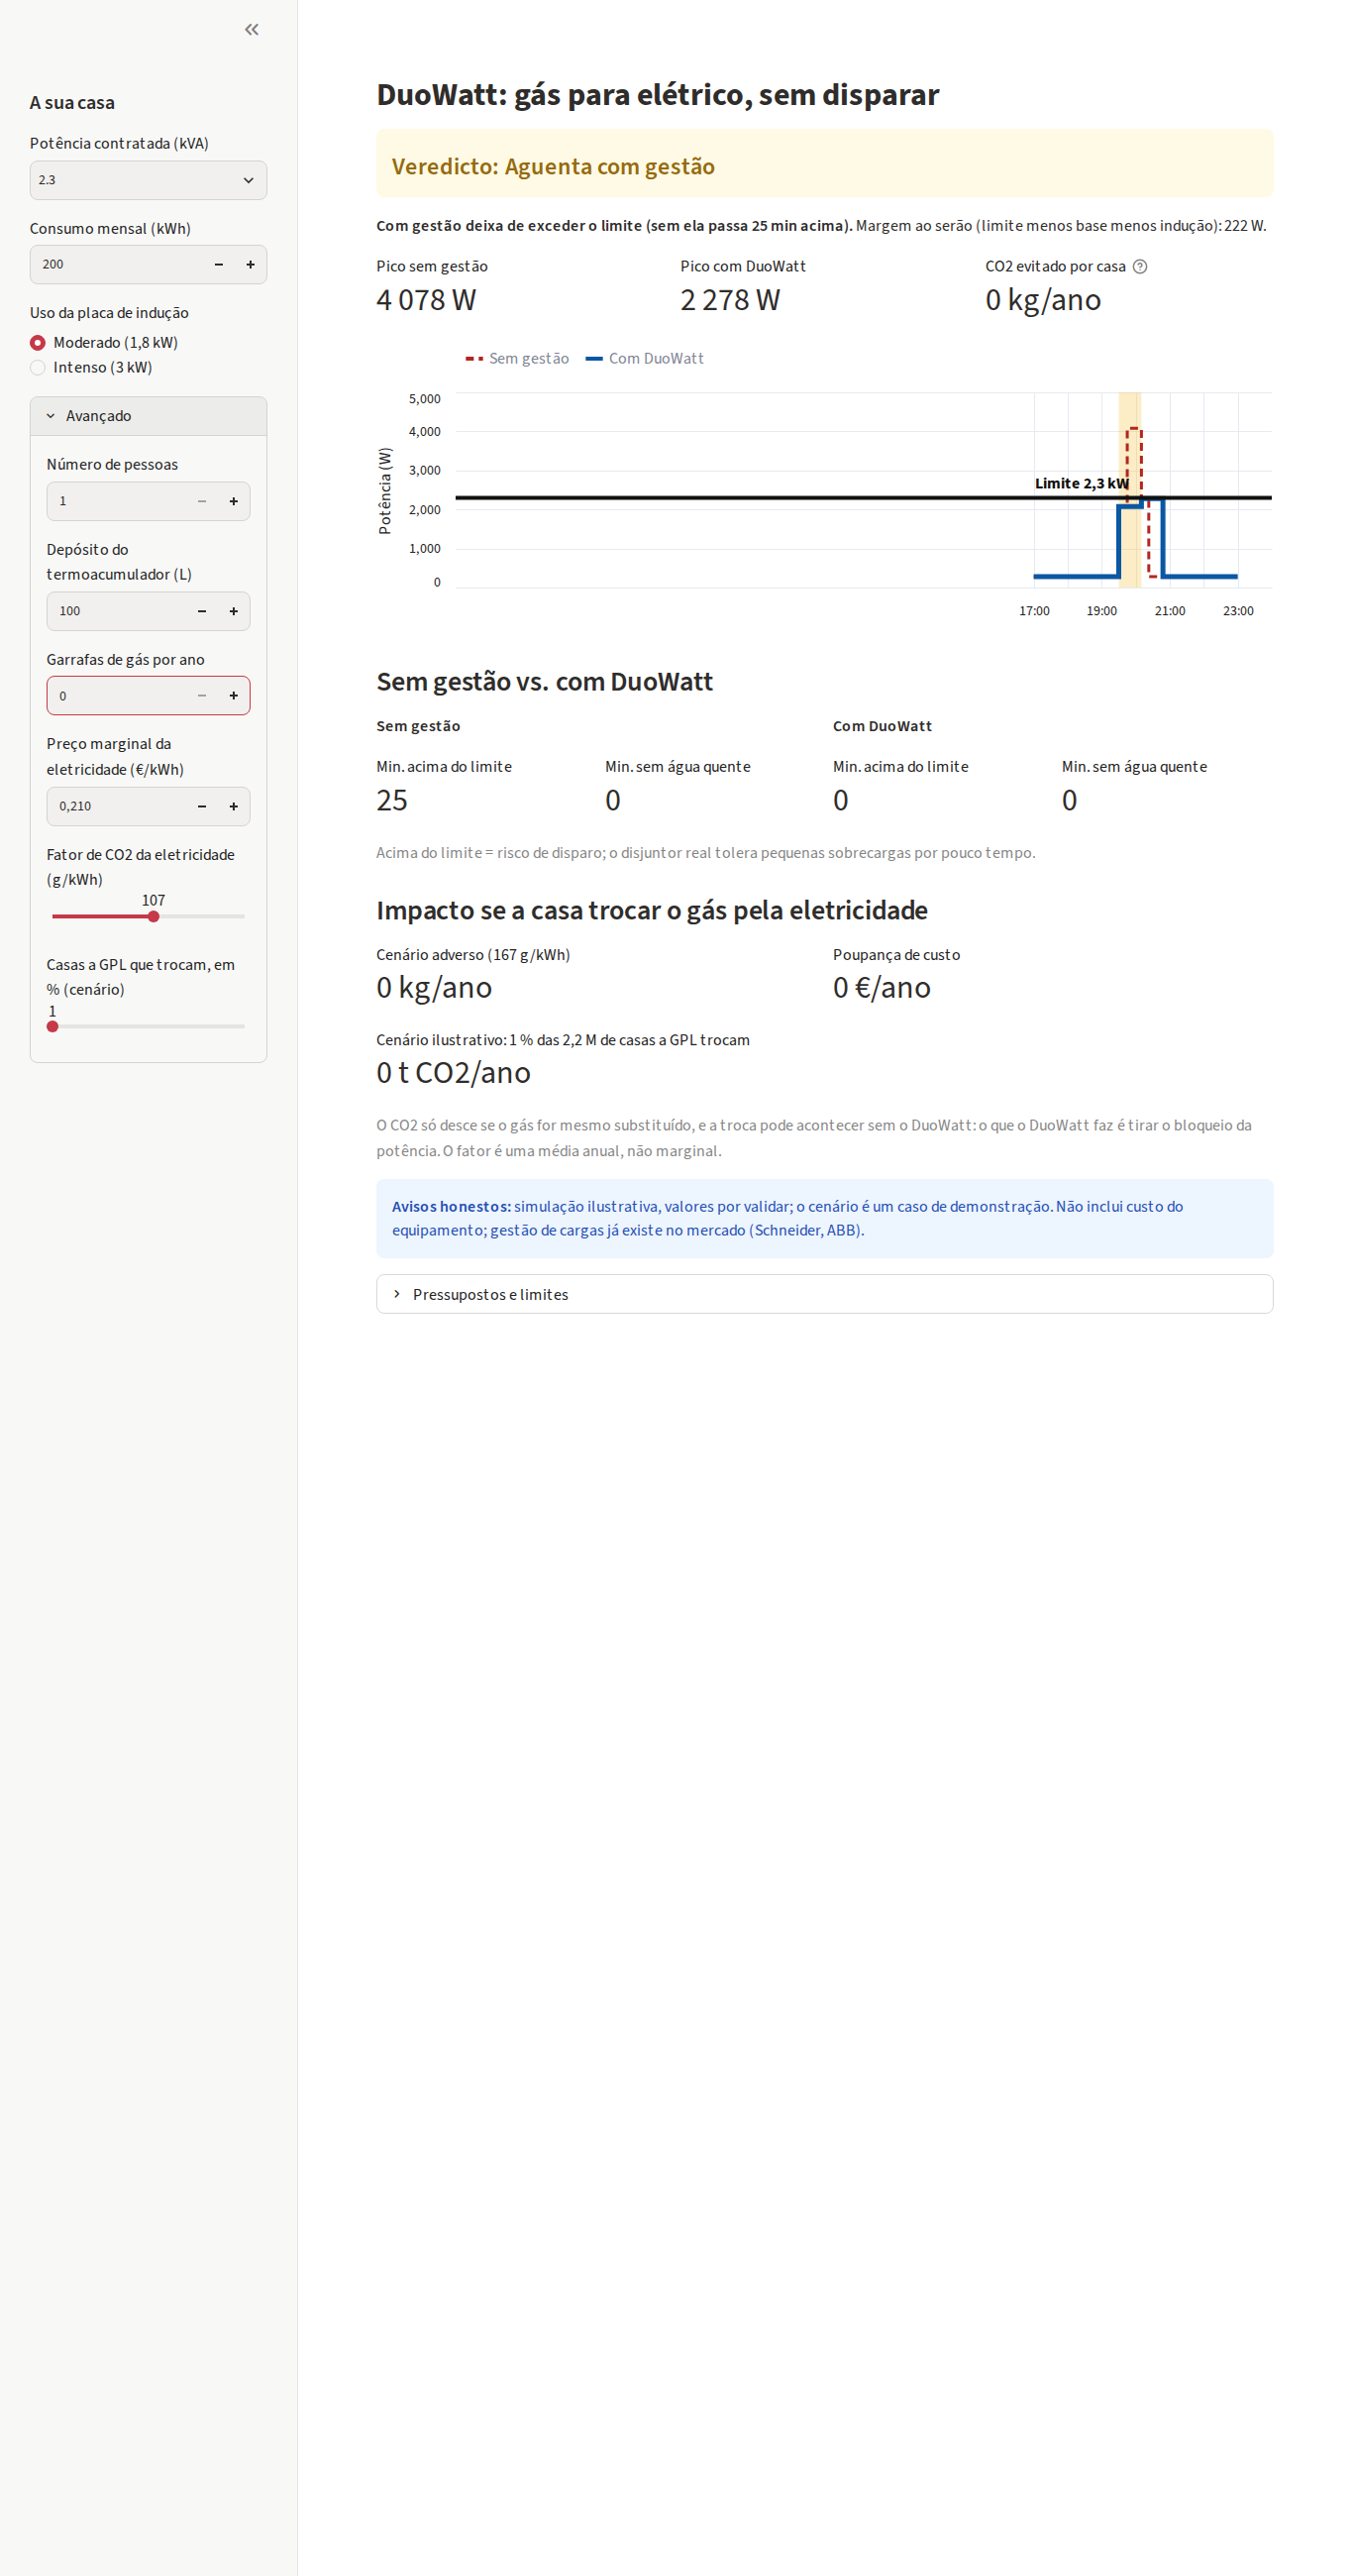 A sua casa
Potência contratada (kVA)
2.3
Consumo mensal (kWh)
200
Uso da placa de indução
Moderado (1,8 kW)
Intenso (3 kW)
Avançado
Número de pessoas
1
Depósito do
termoacumulador (L)
100
Garrafas de gás por ano
0
Preço marginal da
eletricidade (€/kWh)
0,210
Fator de CO2 da eletricidade
(g/kWh)
107
Casas a GPL que trocam, em
% (cenário)
1
DuoWatt: gás para elétrico, sem disparar
Veredicto: Aguenta com gestão
Com gestão deixa de exceder o limite (sem ela passa 25 min acima). Margem ao serão (limite menos base menos indução): 222 W.
Pico sem gestão
4 078 W
Pico com DuoWatt
2 278 W
CO2 evitado por casa
0 kg/ano
Sem gestão Com DuoWatt
Potência (W)
5,000
4,000
3,000
2,000
1,000
0
Limite 2,3 kW
17:00 19:00 21:00 23:00
Sem gestão vs. com DuoWatt
Sem gestão
Min. acima do limite
25
Min. sem água quente
0
Com DuoWatt
Min. acima do limite
0
Min. sem água quente
0
Acima do limite = risco de disparo; o disjuntor real tolera pequenas sobrecargas por pouco tempo.
Impacto se a casa trocar o gás pela eletricidade
Cenário adverso (167 g/kWh)
0 kg/ano
Poupança de custo
0 €/ano
Cenário ilustrativo: 1 % das 2,2 M de casas a GPL trocam
0 t CO2/ano
O CO2 só desce se o gás for mesmo substituído, e a troca pode acontecer sem o DuoWatt: o que o DuoWatt faz é tirar o bloqueio da
potência. O fator é uma média anual, não marginal.
Avisos honestos: simulação ilustrativa, valores por validar; o cenário é um caso de demonstração. Não inclui custo do
equipamento; gestão de cargas já existe no mercado (Schneider, ABB).
Pressupostos e limites